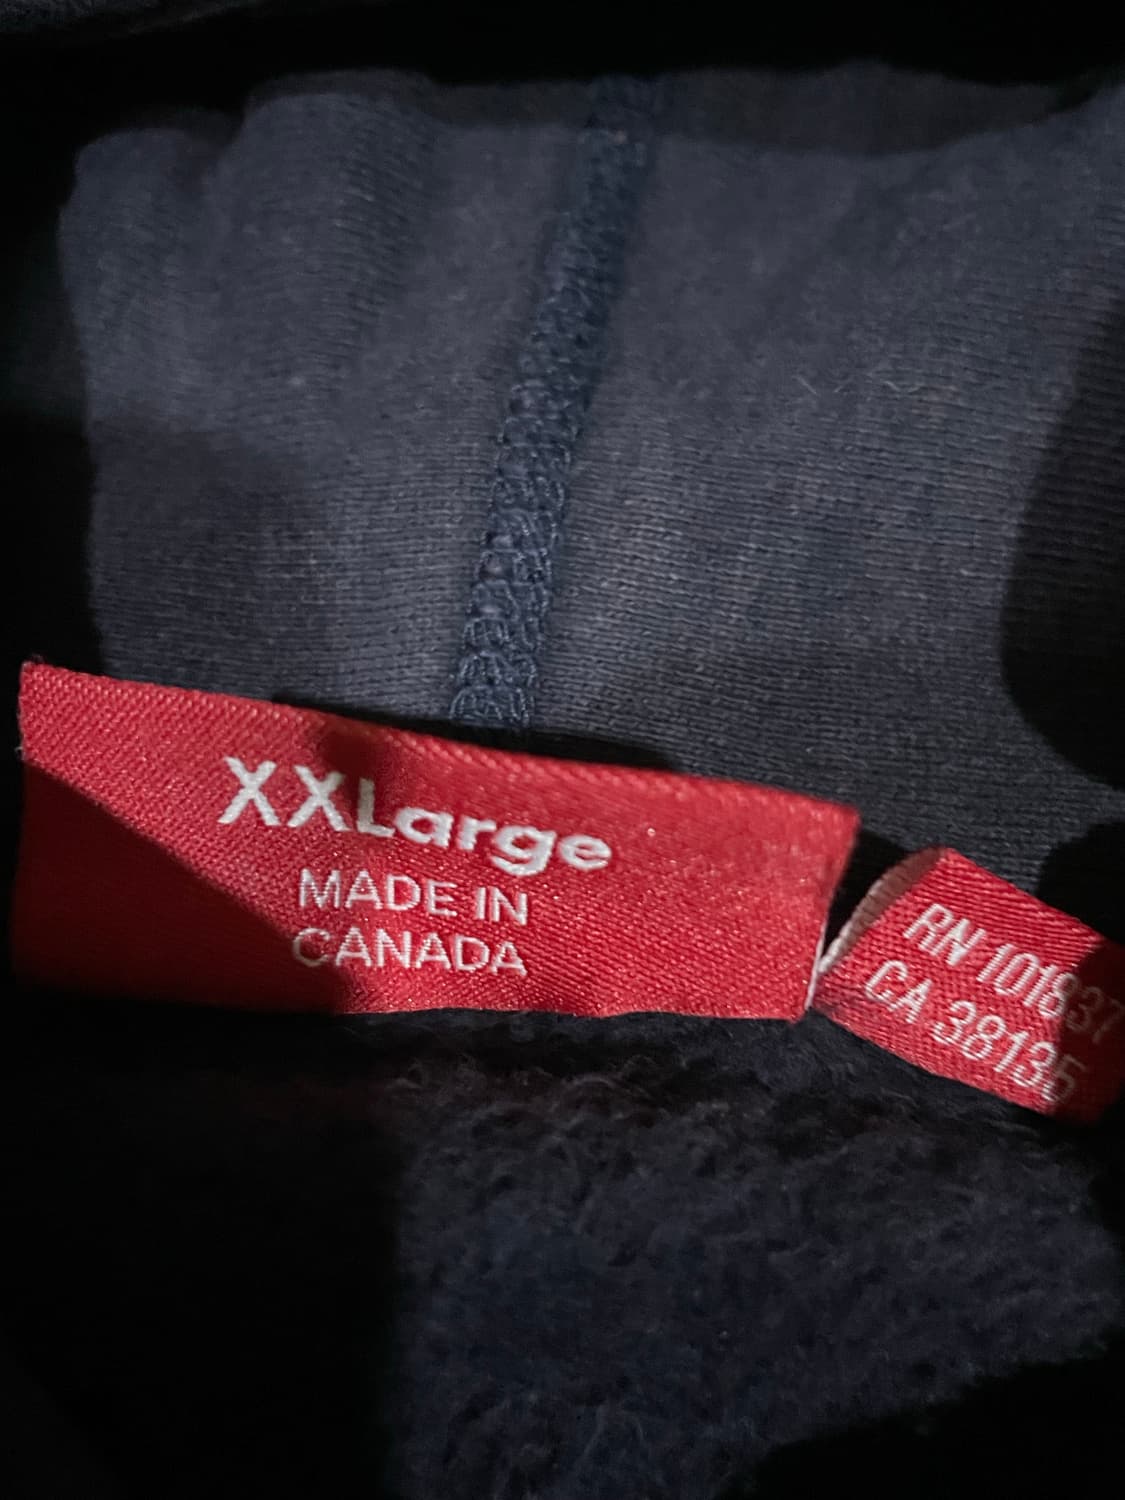 XXLarge
MADE IN
CANADA
RN 101837
CA 38135